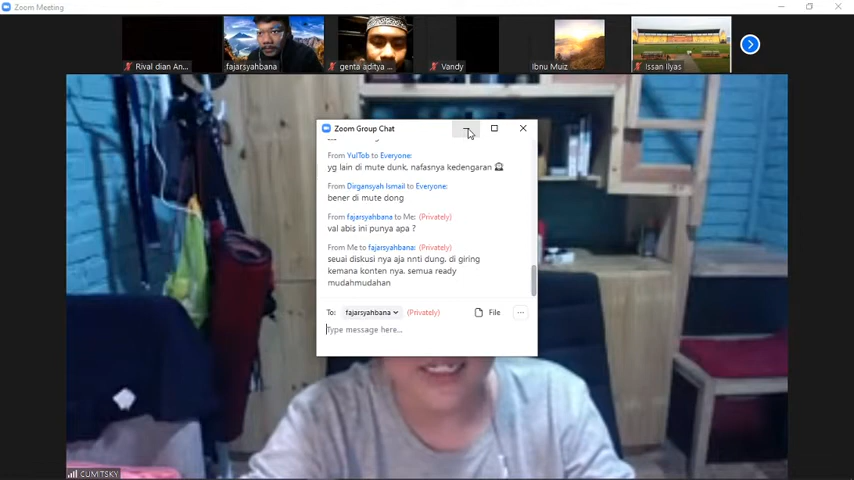 Zoom Meeting
Rival dian An...
fajarsyahbana
genta aditya ...
Vandy
Ibnu Muiz
Issan Ilyas
Zoom Group Chat
From YulTob to Everyone:
yg lain di mute dunk, nafasnya kedengaran
From Dirgansyah Ismail to Everyone:
bener di mute dong
From fajarsyahbana to Me: (Privately)
val abis ini punya apa ?
From Me to fajarsyahbana: (Privately)
seuai diskusi nya aja nnti dung, di giring
kemana konten nya, semua ready
mudahmudahan
To: fajarsyahbana (Privately) File ...
Type message here...
CUMITSKY